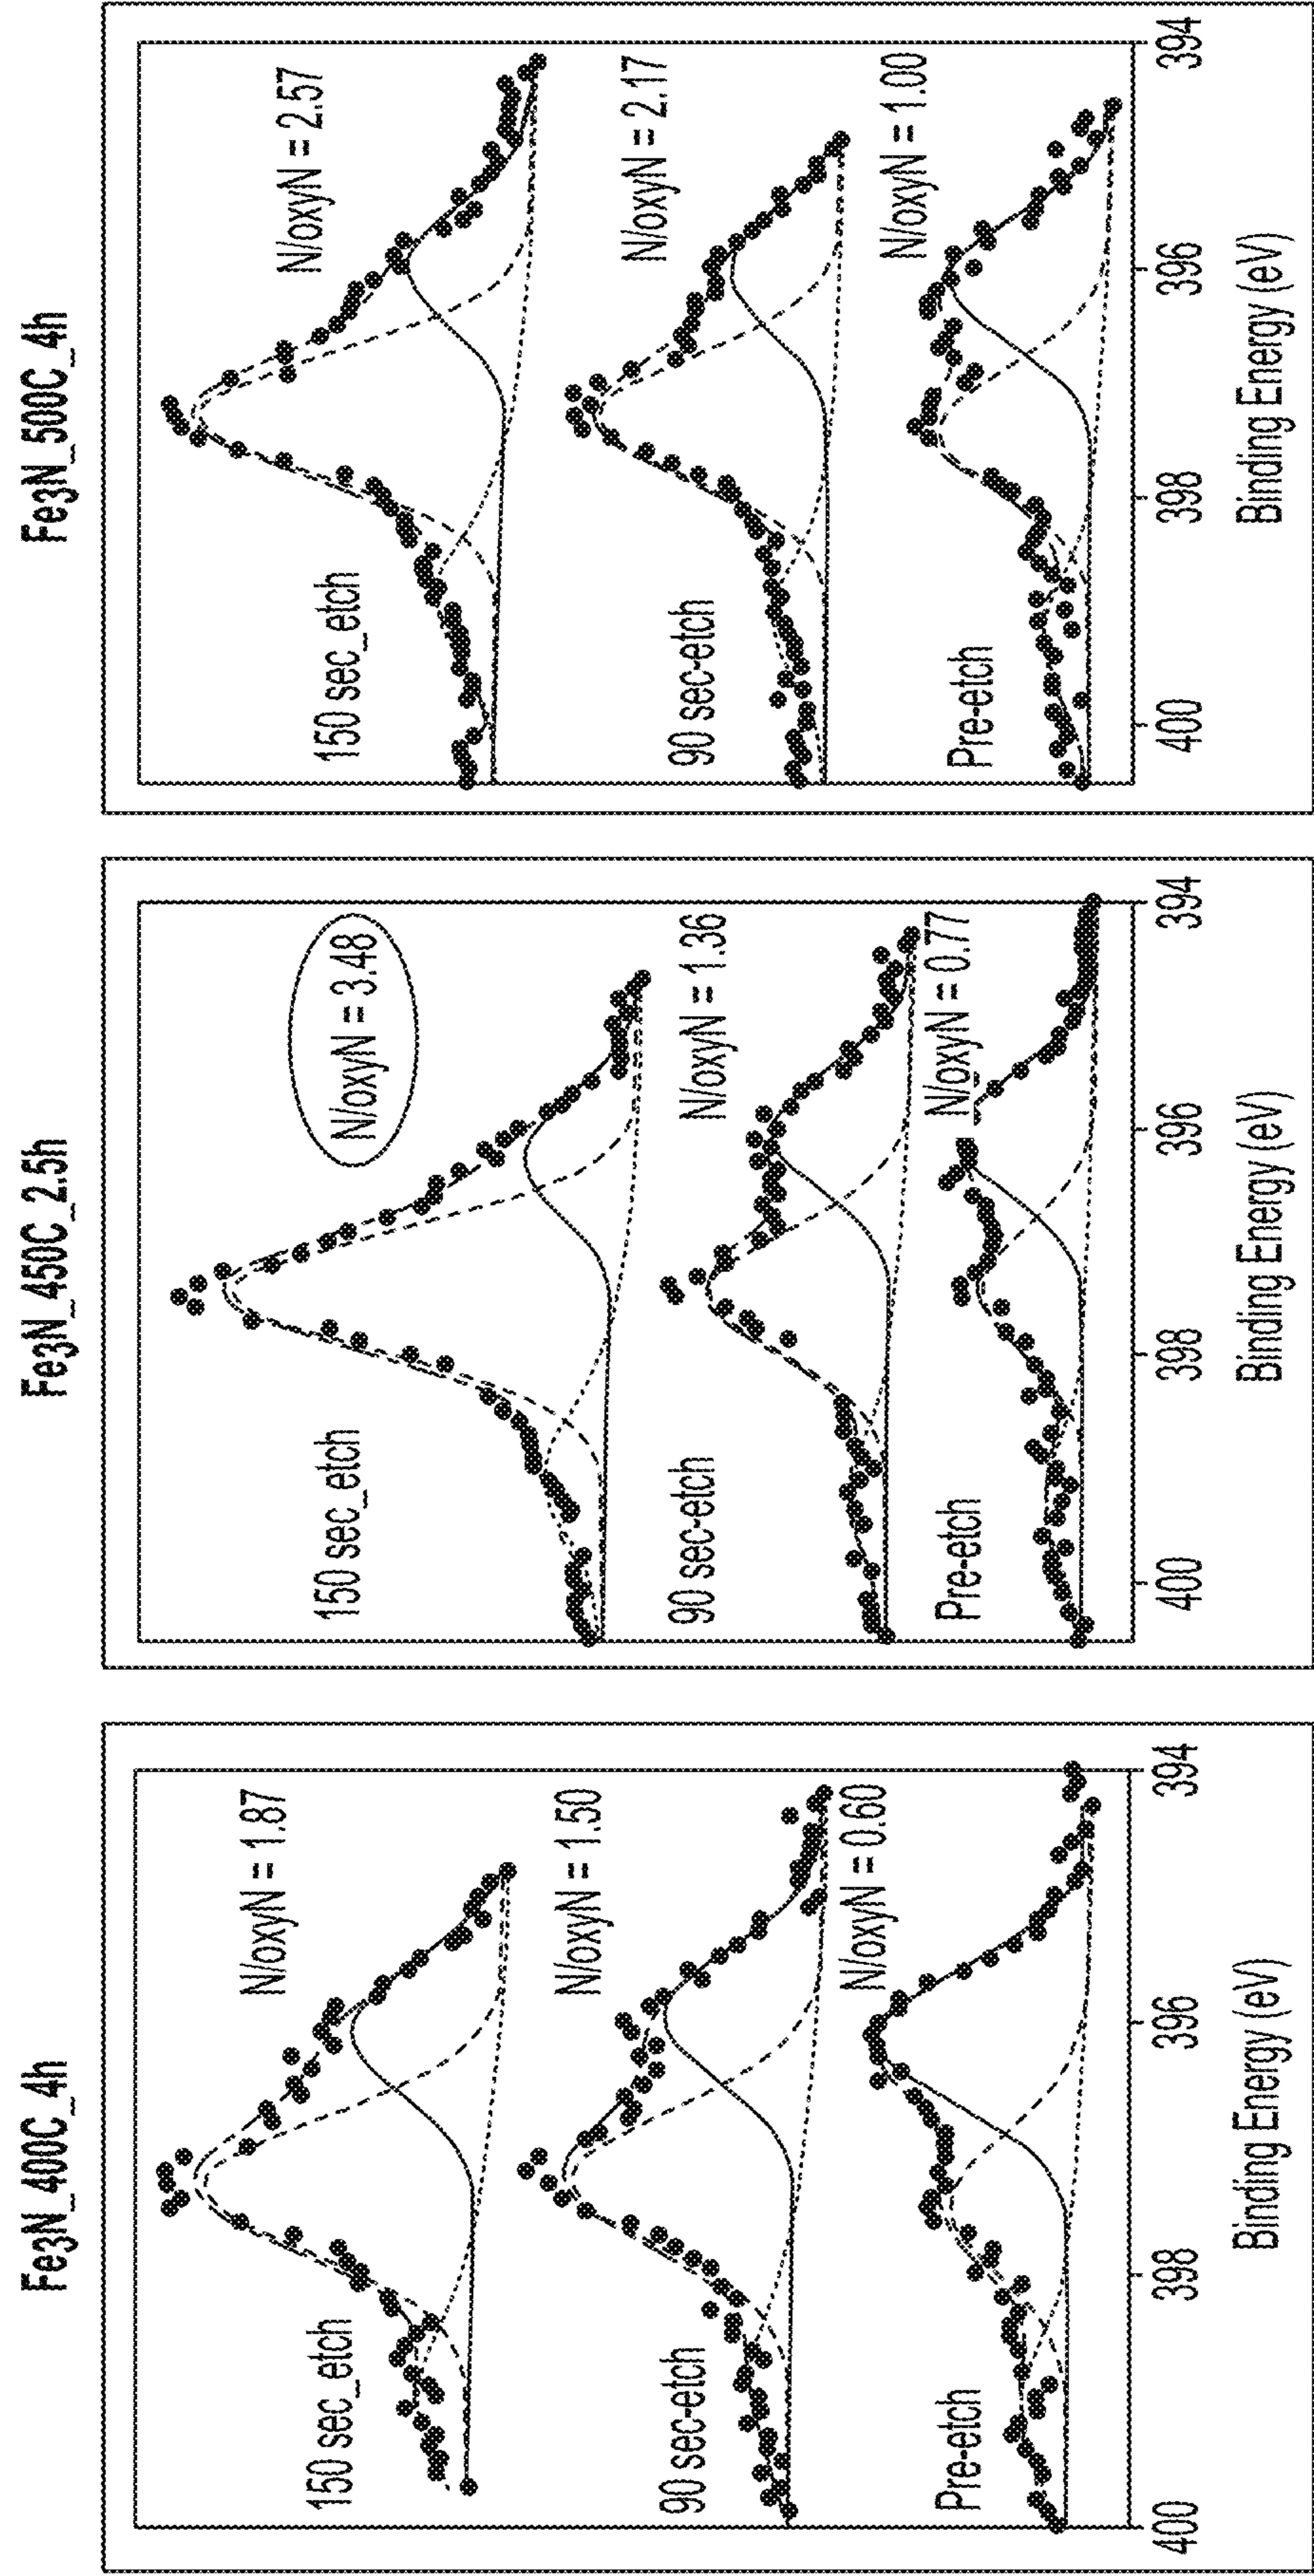 Fe3N_400C_4h
150 sec_etch
N/oxyN = 1.87
90 sec-etch
N/oxyN = 1.50
Pre-etch
N/oxyN = 0.60
400 398 396 394
Binding Energy (eV)
Fe3N_450C_2.5h
150 sec_etch
N/oxyN = 3.48
90 sec-etch
N/oxyN = 1.36
Pre-etch
N/oxyN = 0.77
400 398 396 394
Binding Energy (eV)
Fe3N_500C_4h
150 sec_etch
N/oxyN = 2.57
90 sec-etch
N/oxyN = 2.17
Pre-etch
N/oxyN = 1.00
400 398 396 394
Binding Energy (eV)